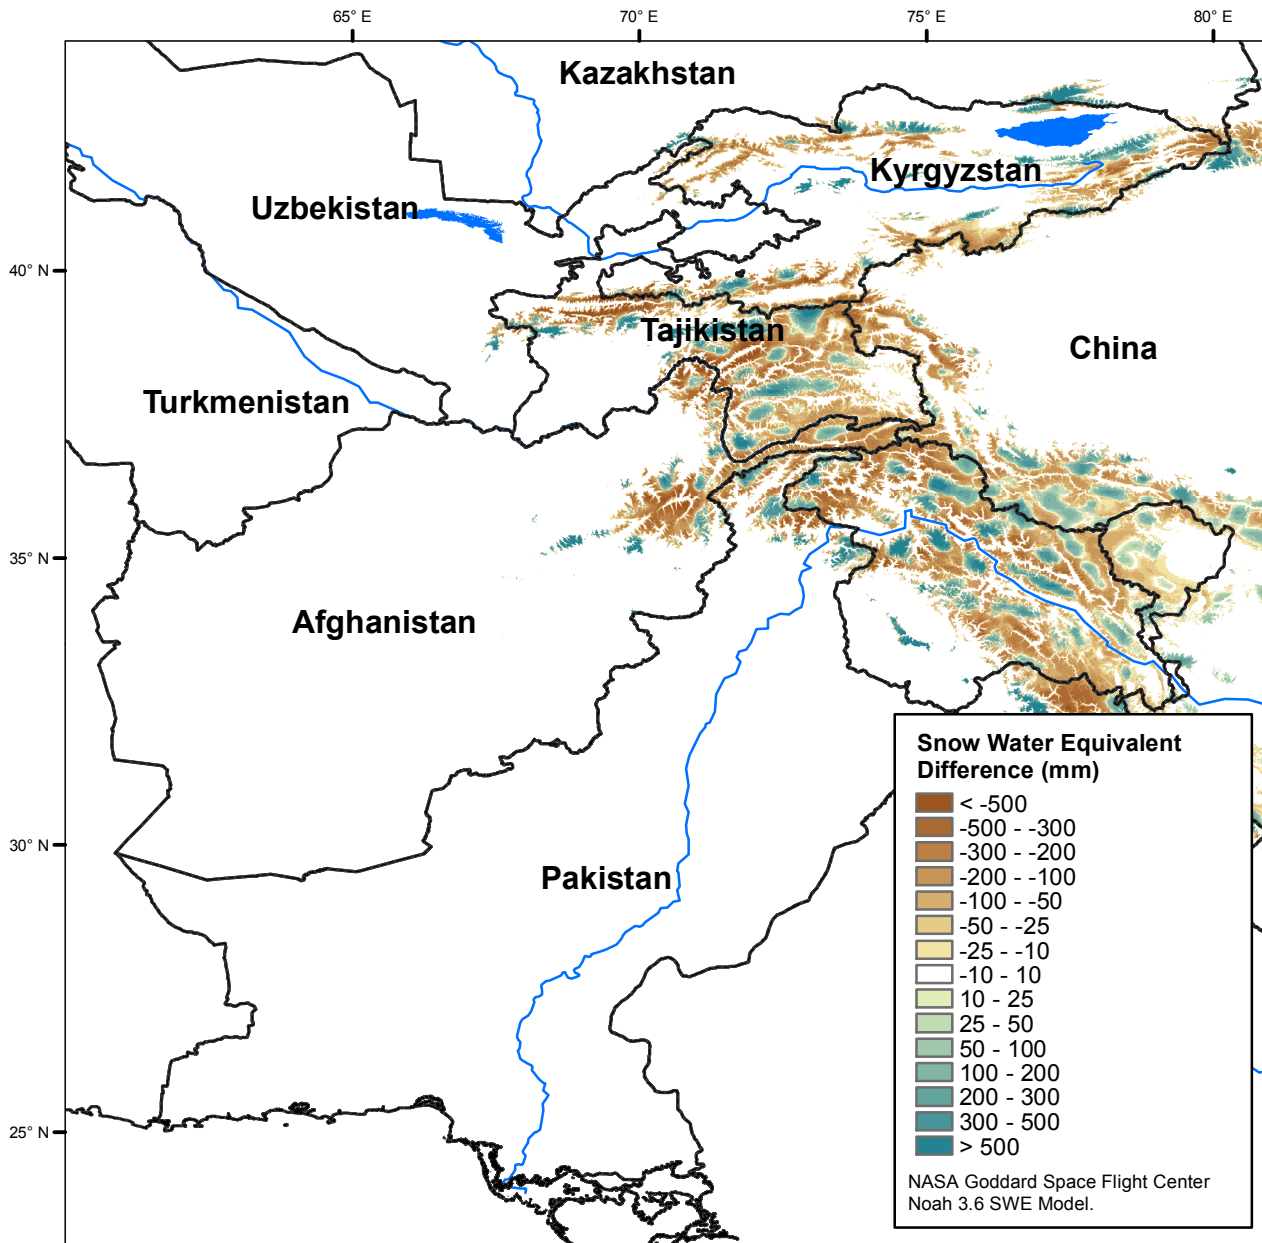 65° E
70° E
75° E
80° E
Kazakhstan
Kyrgyzstan
Uzbekistan
40° N
Tajikistan
China
Turkmenistan
35° N
Afghanistan
30° N
Pakistan
25° N
Snow Water Equivalent
Difference (mm)
< -500
-500 - -300
-300 - -200
-200 - -100
-100 - -50
-50 - -25
-25 - -10
-10 - 10
10 - 25
25 - 50
50 - 100
100 - 200
200 - 300
300 - 500
> 500
NASA Goddard Space Flight Center
Noah 3.6 SWE Model.